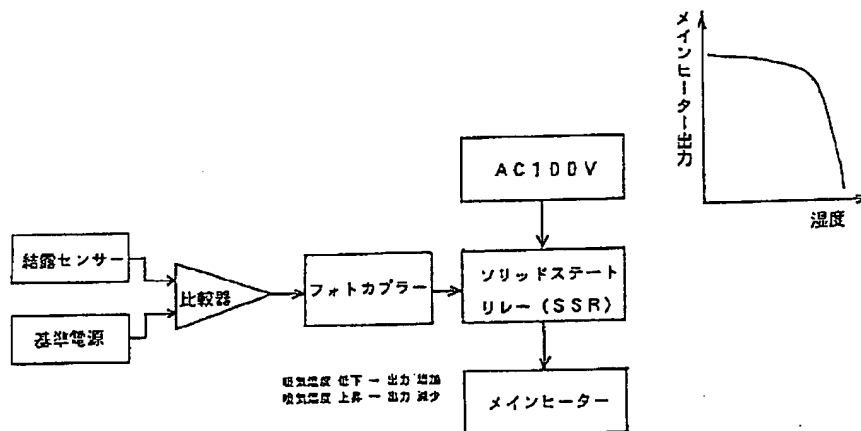 メインヒーター出力
湿度
AC100V
結露センサー
基準電源
比較器
フォトカプラー
ソリッドステート
リレー(SSR)
吸気湿度 低下 → 出力 増加
吸気湿度 上昇 → 出力 減少
メインヒーター